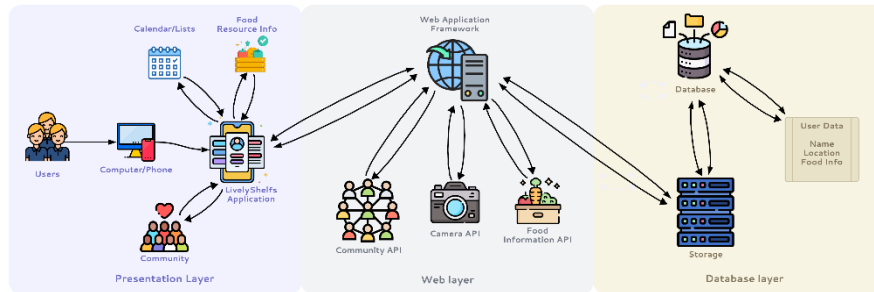 Calendar/Lists
Food
Resource Info
Users
Computer/Phone
LivelyShelfs
Application
Community
Presentation Layer
Web Application
Framework
Community API
Camera API
Food
Information API
Web layer
Database
User Data
Name
Location
Food Info
Storage
Database layer